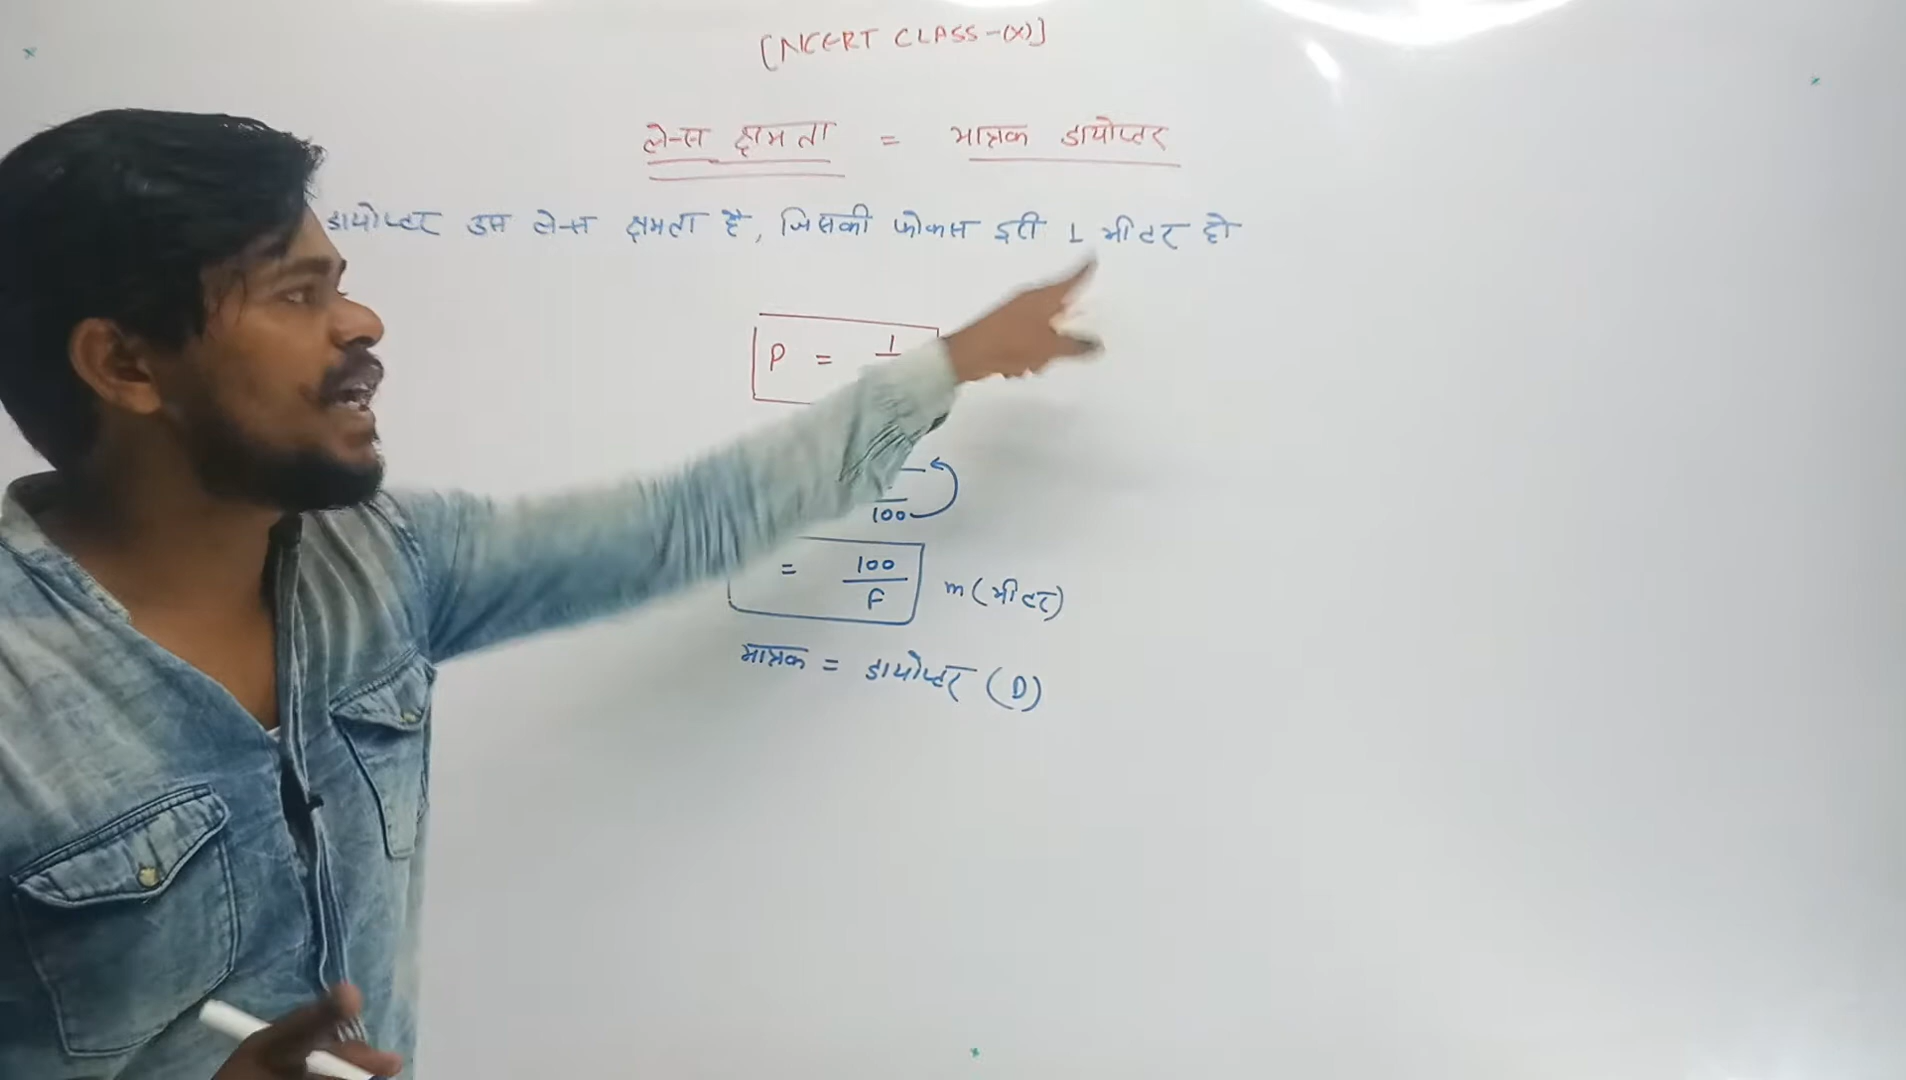 [NCERT CLASS-(X)]
लेन्स क्षमता = मात्रक डायोप्टर
डायोप्टर उस लेन्स क्षमता है, जिसकी फोकस दूरी 1 मीटर हो
P = 1
100
= 100
f
m (मीटर)
मात्रक = डायोप्टर (D)